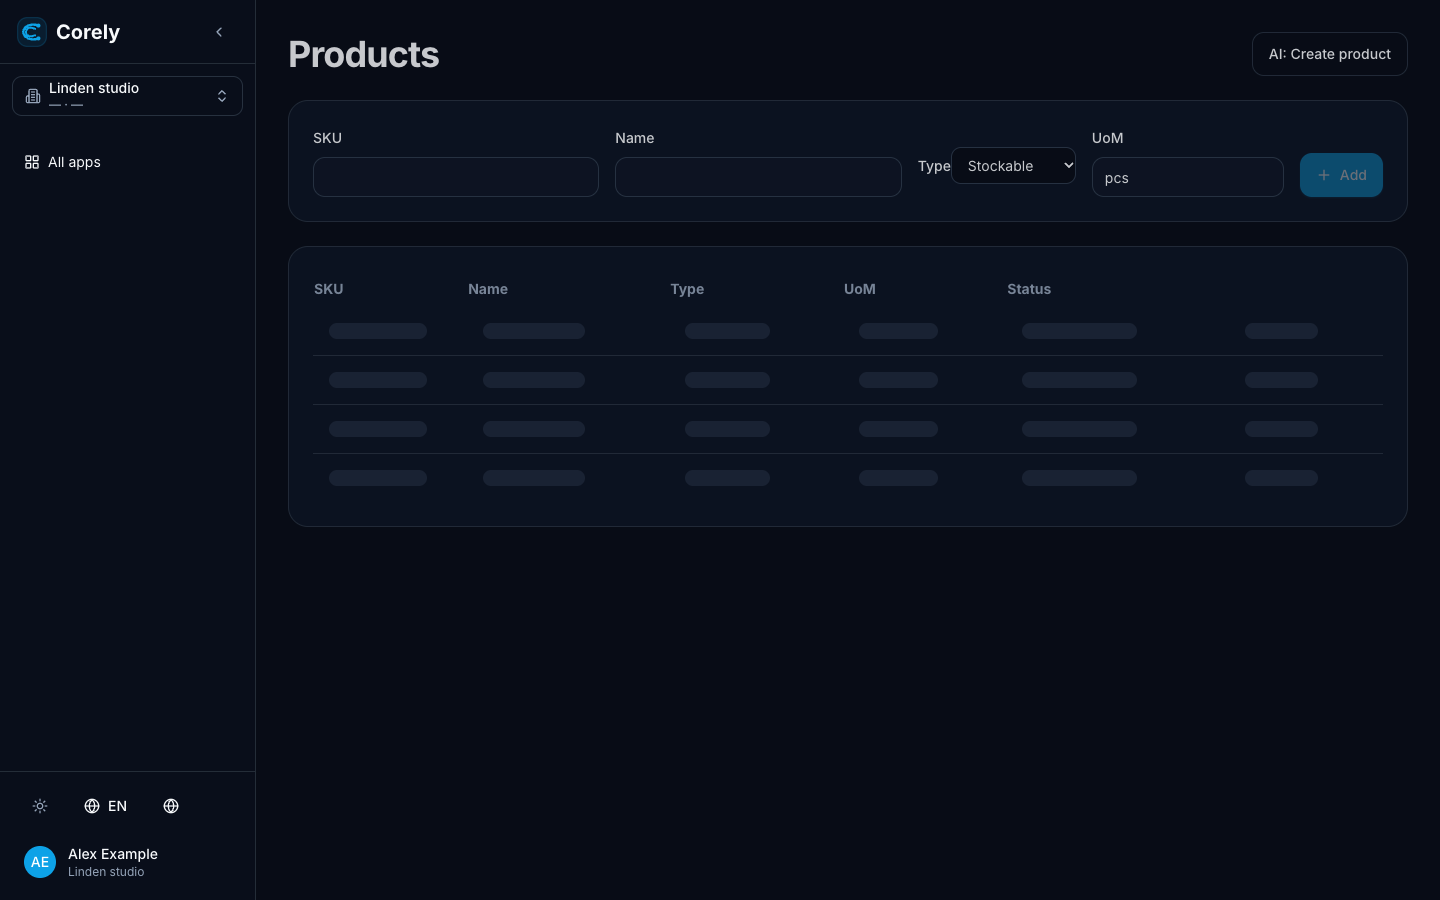 Corely
Linden studio
— · —
All apps
EN
AE
Alex Example
Linden studio
Products
AI: Create product
SKU
Name
Type
Stockable
UoM
pcs
Add
SKU Name Type UoM Status